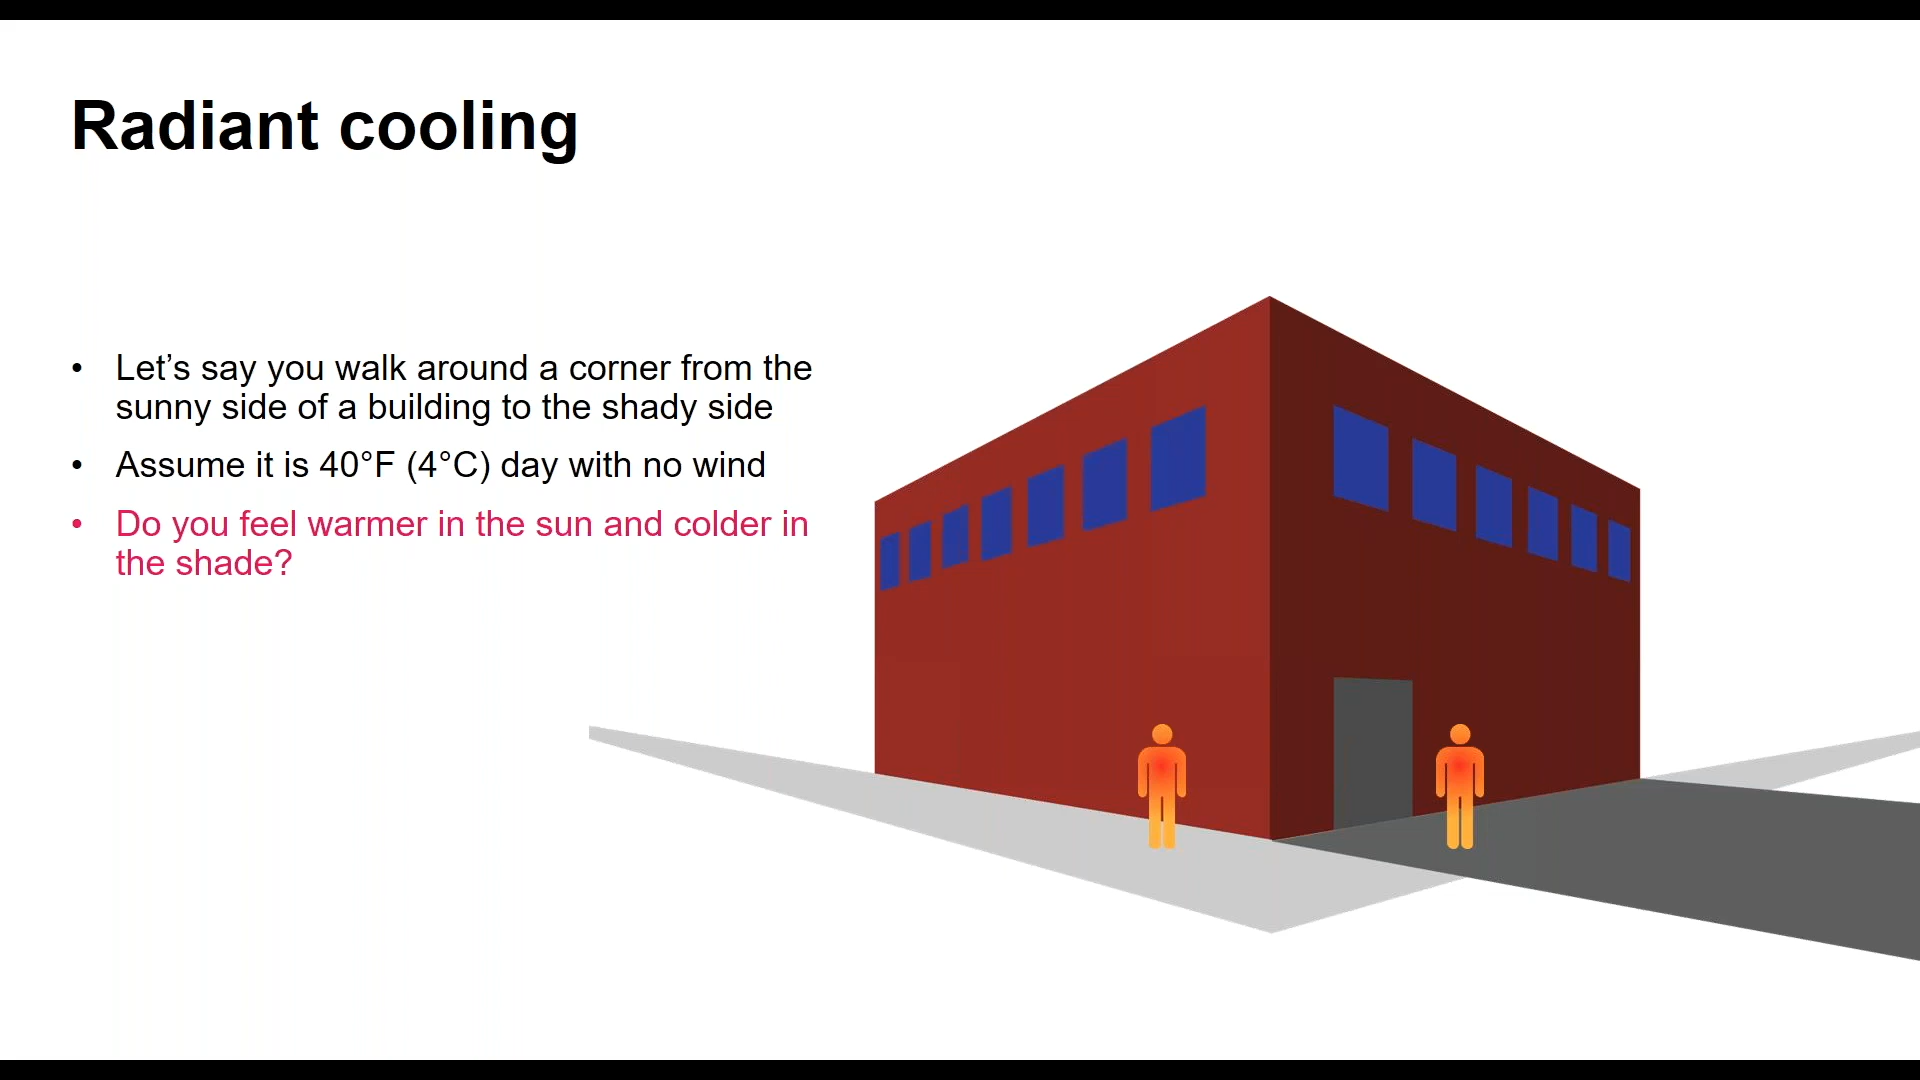 Radiant cooling
• Let’s say you walk around a corner from the
sunny side of a building to the shady side
• Assume it is 40°F (4°C) day with no wind
• Do you feel warmer in the sun and colder in
the shade?